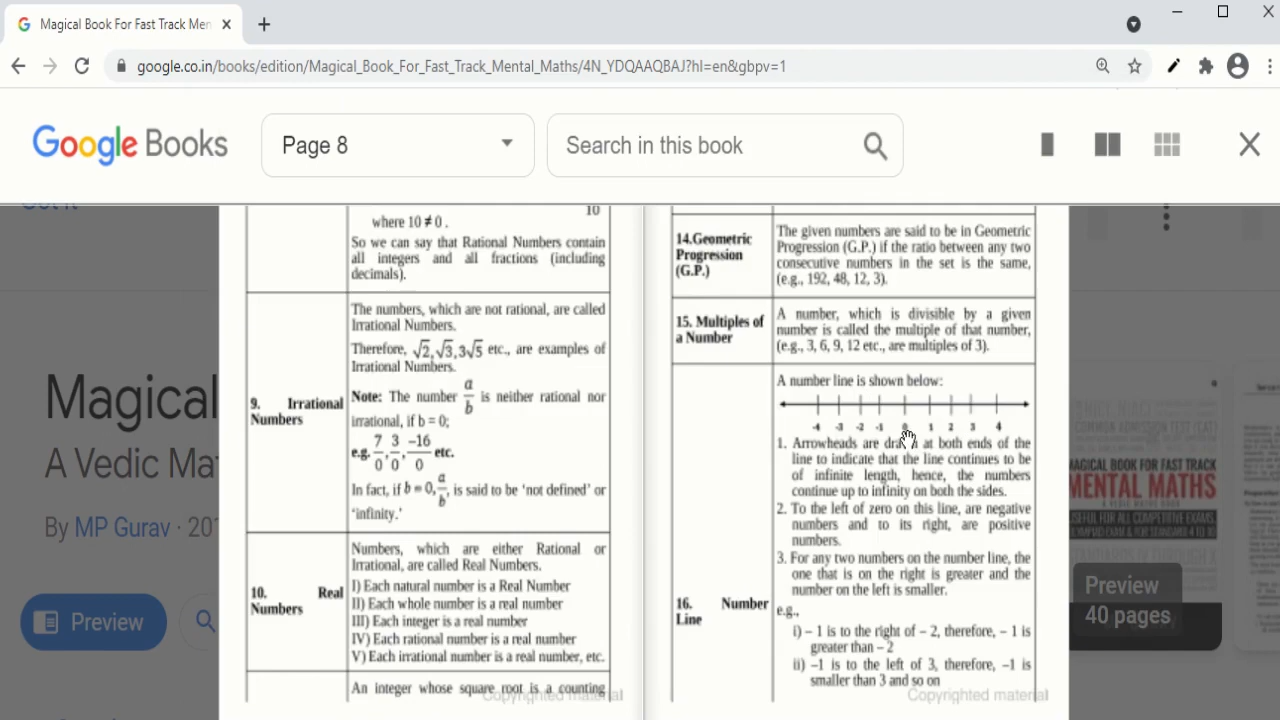 Magical Book For Fast Track Men
google.co.in/books/edition/Magical_Book_For_Fast_Track_Mental_Maths/4N_YDQAAQBAJ?hl=en&gbpv=1
Google Books
Page 8
Search in this book
10
where 10 ≠ 0 .
So we can say that Rational Numbers contain
all integers and all fractions (including
decimals).
9. Irrational
Numbers
The numbers, which are not rational, are called
Irrational Numbers.
Therefore, √2, √3, 3√5 etc., are examples of
Irrational Numbers.
Note: The number a/b is neither rational nor
irrational, if b = 0;
e.g. 7/0, 3/0, -16/0 etc.
In fact, if b = 0, a/b, is said to be 'not defined' or
'infinity.'
10. Real
Numbers
Numbers, which are either Rational or
Irrational, are called Real Numbers.
I) Each natural number is a Real Number
II) Each whole number is a real number
III) Each integer is a real number
IV) Each rational number is a real number
V) Each irrational number is a real number, etc.
An integer whose square root is a counting
Copyrighted material
14.Geometric
Progression
(G.P.)
The given numbers are said to be in Geometric
Progression (G.P.) if the ratio between any two
consecutive numbers in the set is the same,
(e.g., 192, 48, 12, 3).
15. Multiples of
a Number
A number, which is divisible by a given
number is called the multiple of that number,
(e.g., 3, 6, 9, 12 etc., are multiples of 3).
16. Number
Line
A number line is shown below:
-4 -3 -2 -1 0 1 2 3 4
1. Arrowheads are drawn at both ends of the
line to indicate that the line continues to be
of infinite length, hence, the numbers
continue up to infinity on both the sides.
2. To the left of zero on this line, are negative
numbers and to its right, are positive
numbers.
3. For any two numbers on the number line, the
one that is on the right is greater and the
number on the left is smaller.
e.g.,
i) – 1 is to the right of – 2, therefore, – 1 is
greater than – 2
ii) –1 is to the left of 3, therefore, –1 is
smaller than 3 and so on
Copyrighted material
Magical
A Vedic Ma
By MP Gurav · 201
Preview
MAGICAL BOOK FOR FAST TRACK
MENTAL MATHS
USEFUL FOR ALL COMPETITIVE EXAMS
Preview
40 pages